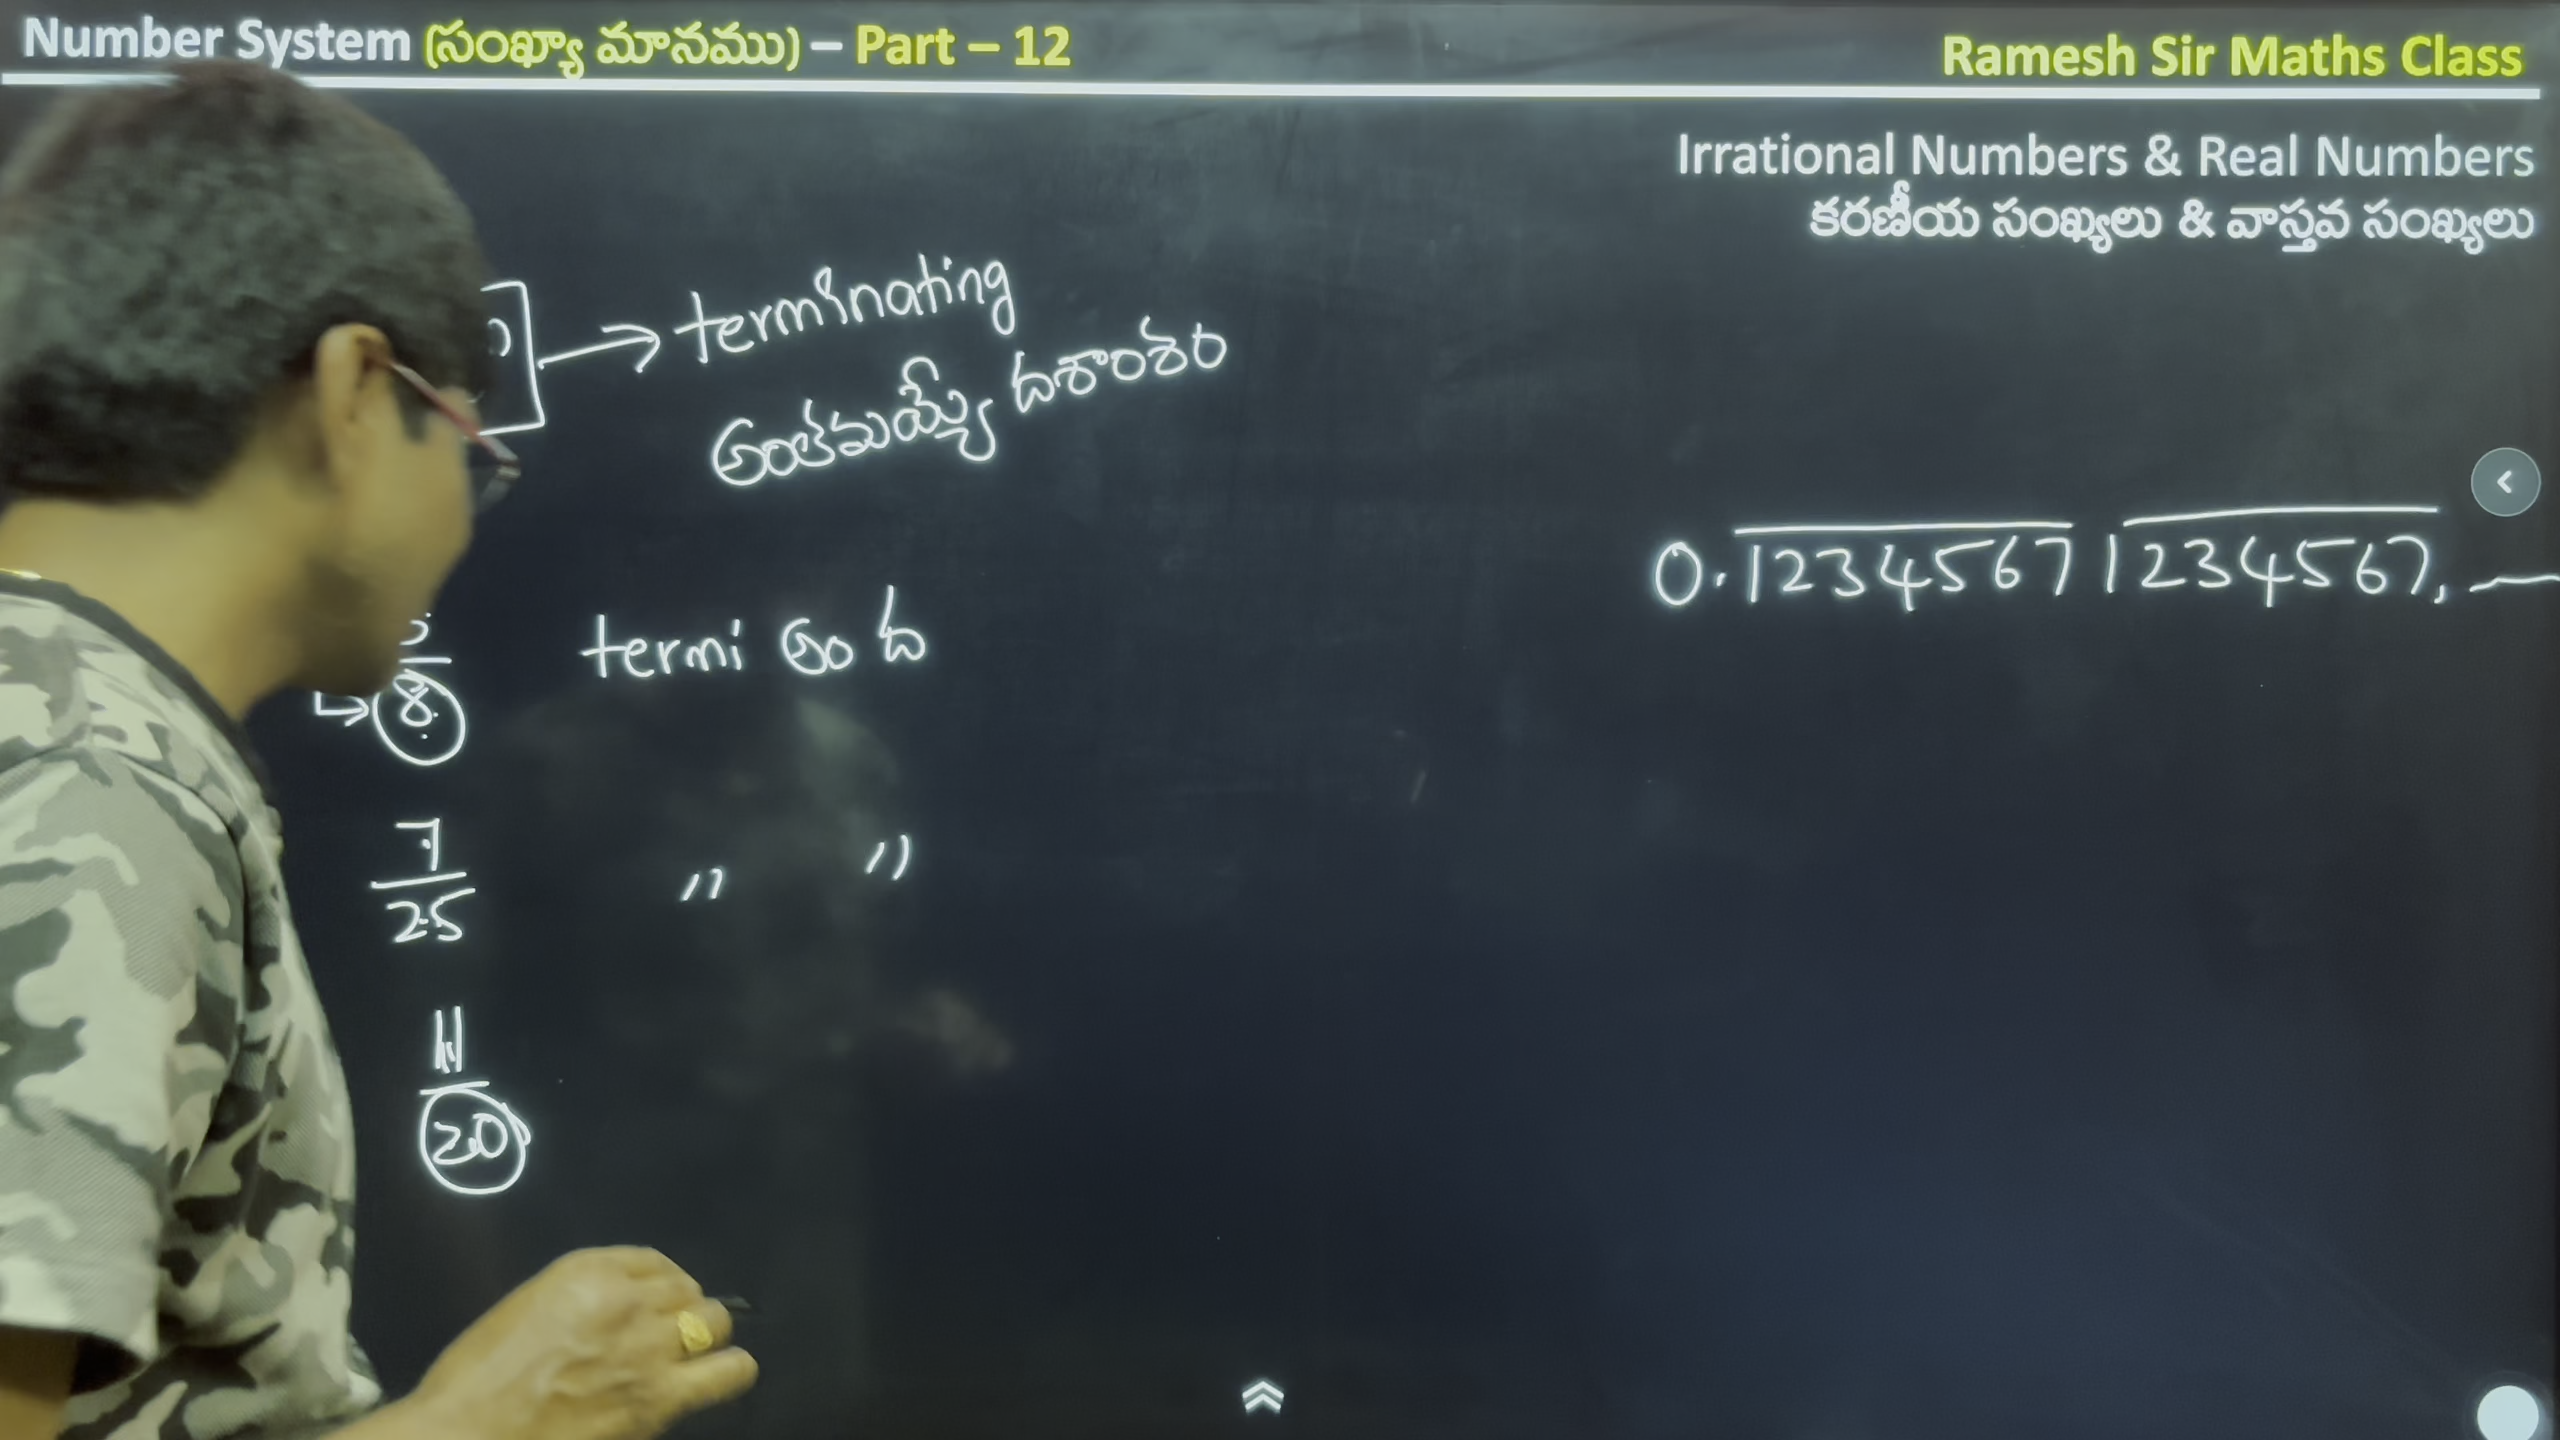 Number System (సంఖ్యా మానము) – Part – 12
Ramesh Sir Maths Class
Irrational Numbers & Real Numbers
కరణీయ సంఖ్యలు & వాస్తవ సంఖ్యలు
→ terminating
అంతమయ్యే దశాంశం
0.1234567 1234567, —
8
termi అం ద
7
25
" "
11
20